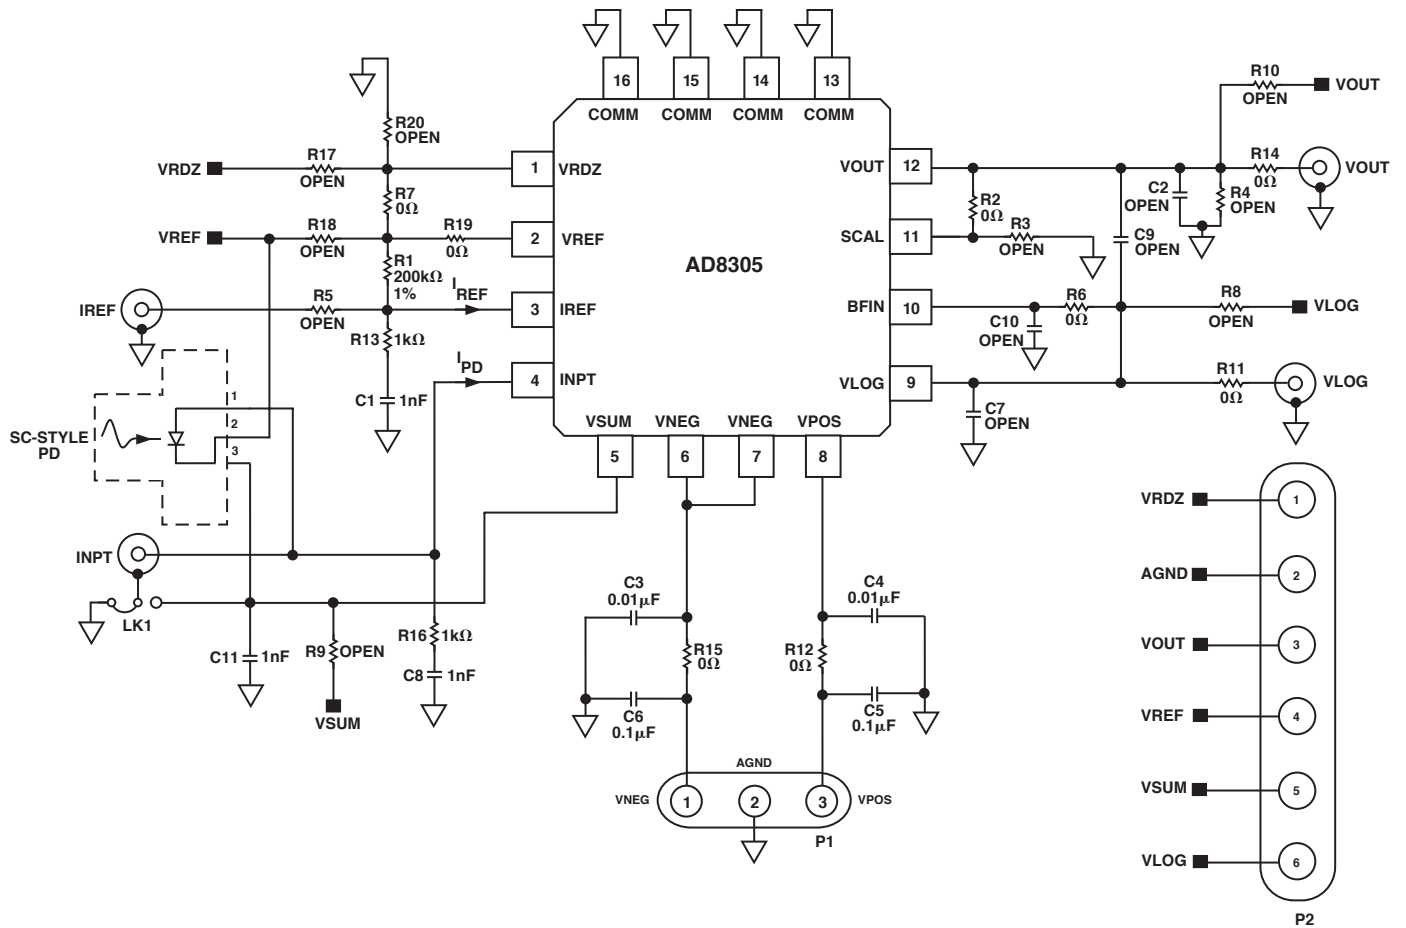 16
15
14
13
COMM
COMM
COMM
COMM
R20
OPEN
VRDZ
R17
OPEN
1
VRDZ
R7
0Ω
VREF
R18
OPEN
R19
0Ω
2
VREF
R1
200kΩ
1%
IREF
R5
OPEN
IREF
3
IREF
R13
1kΩ
IPD
4
INPT
C1
1nF
AD8305
VOUT
12
R10
OPEN
VOUT
R14
0Ω
VOUT
C2
OPEN
R4
OPEN
R2
0Ω
SCAL
11
R3
OPEN
C9
OPEN
BFIN
10
R6
0Ω
C10
OPEN
R8
OPEN
VLOG
VLOG
9
R11
0Ω
VLOG
C7
OPEN
VSUM
VNEG
VNEG
VPOS
5
6
7
8
SC-STYLE
PD
1
2
3
INPT
LK1
C11
1nF
R9
OPEN
VSUM
R16
1kΩ
C8
1nF
C3
0.01µF
C4
0.01µF
R15
0Ω
R12
0Ω
C6
0.1µF
C5
0.1µF
AGND
VNEG
1
2
3
VPOS
P1
VRDZ
1
AGND
2
VOUT
3
VREF
4
VSUM
5
VLOG
6
P2